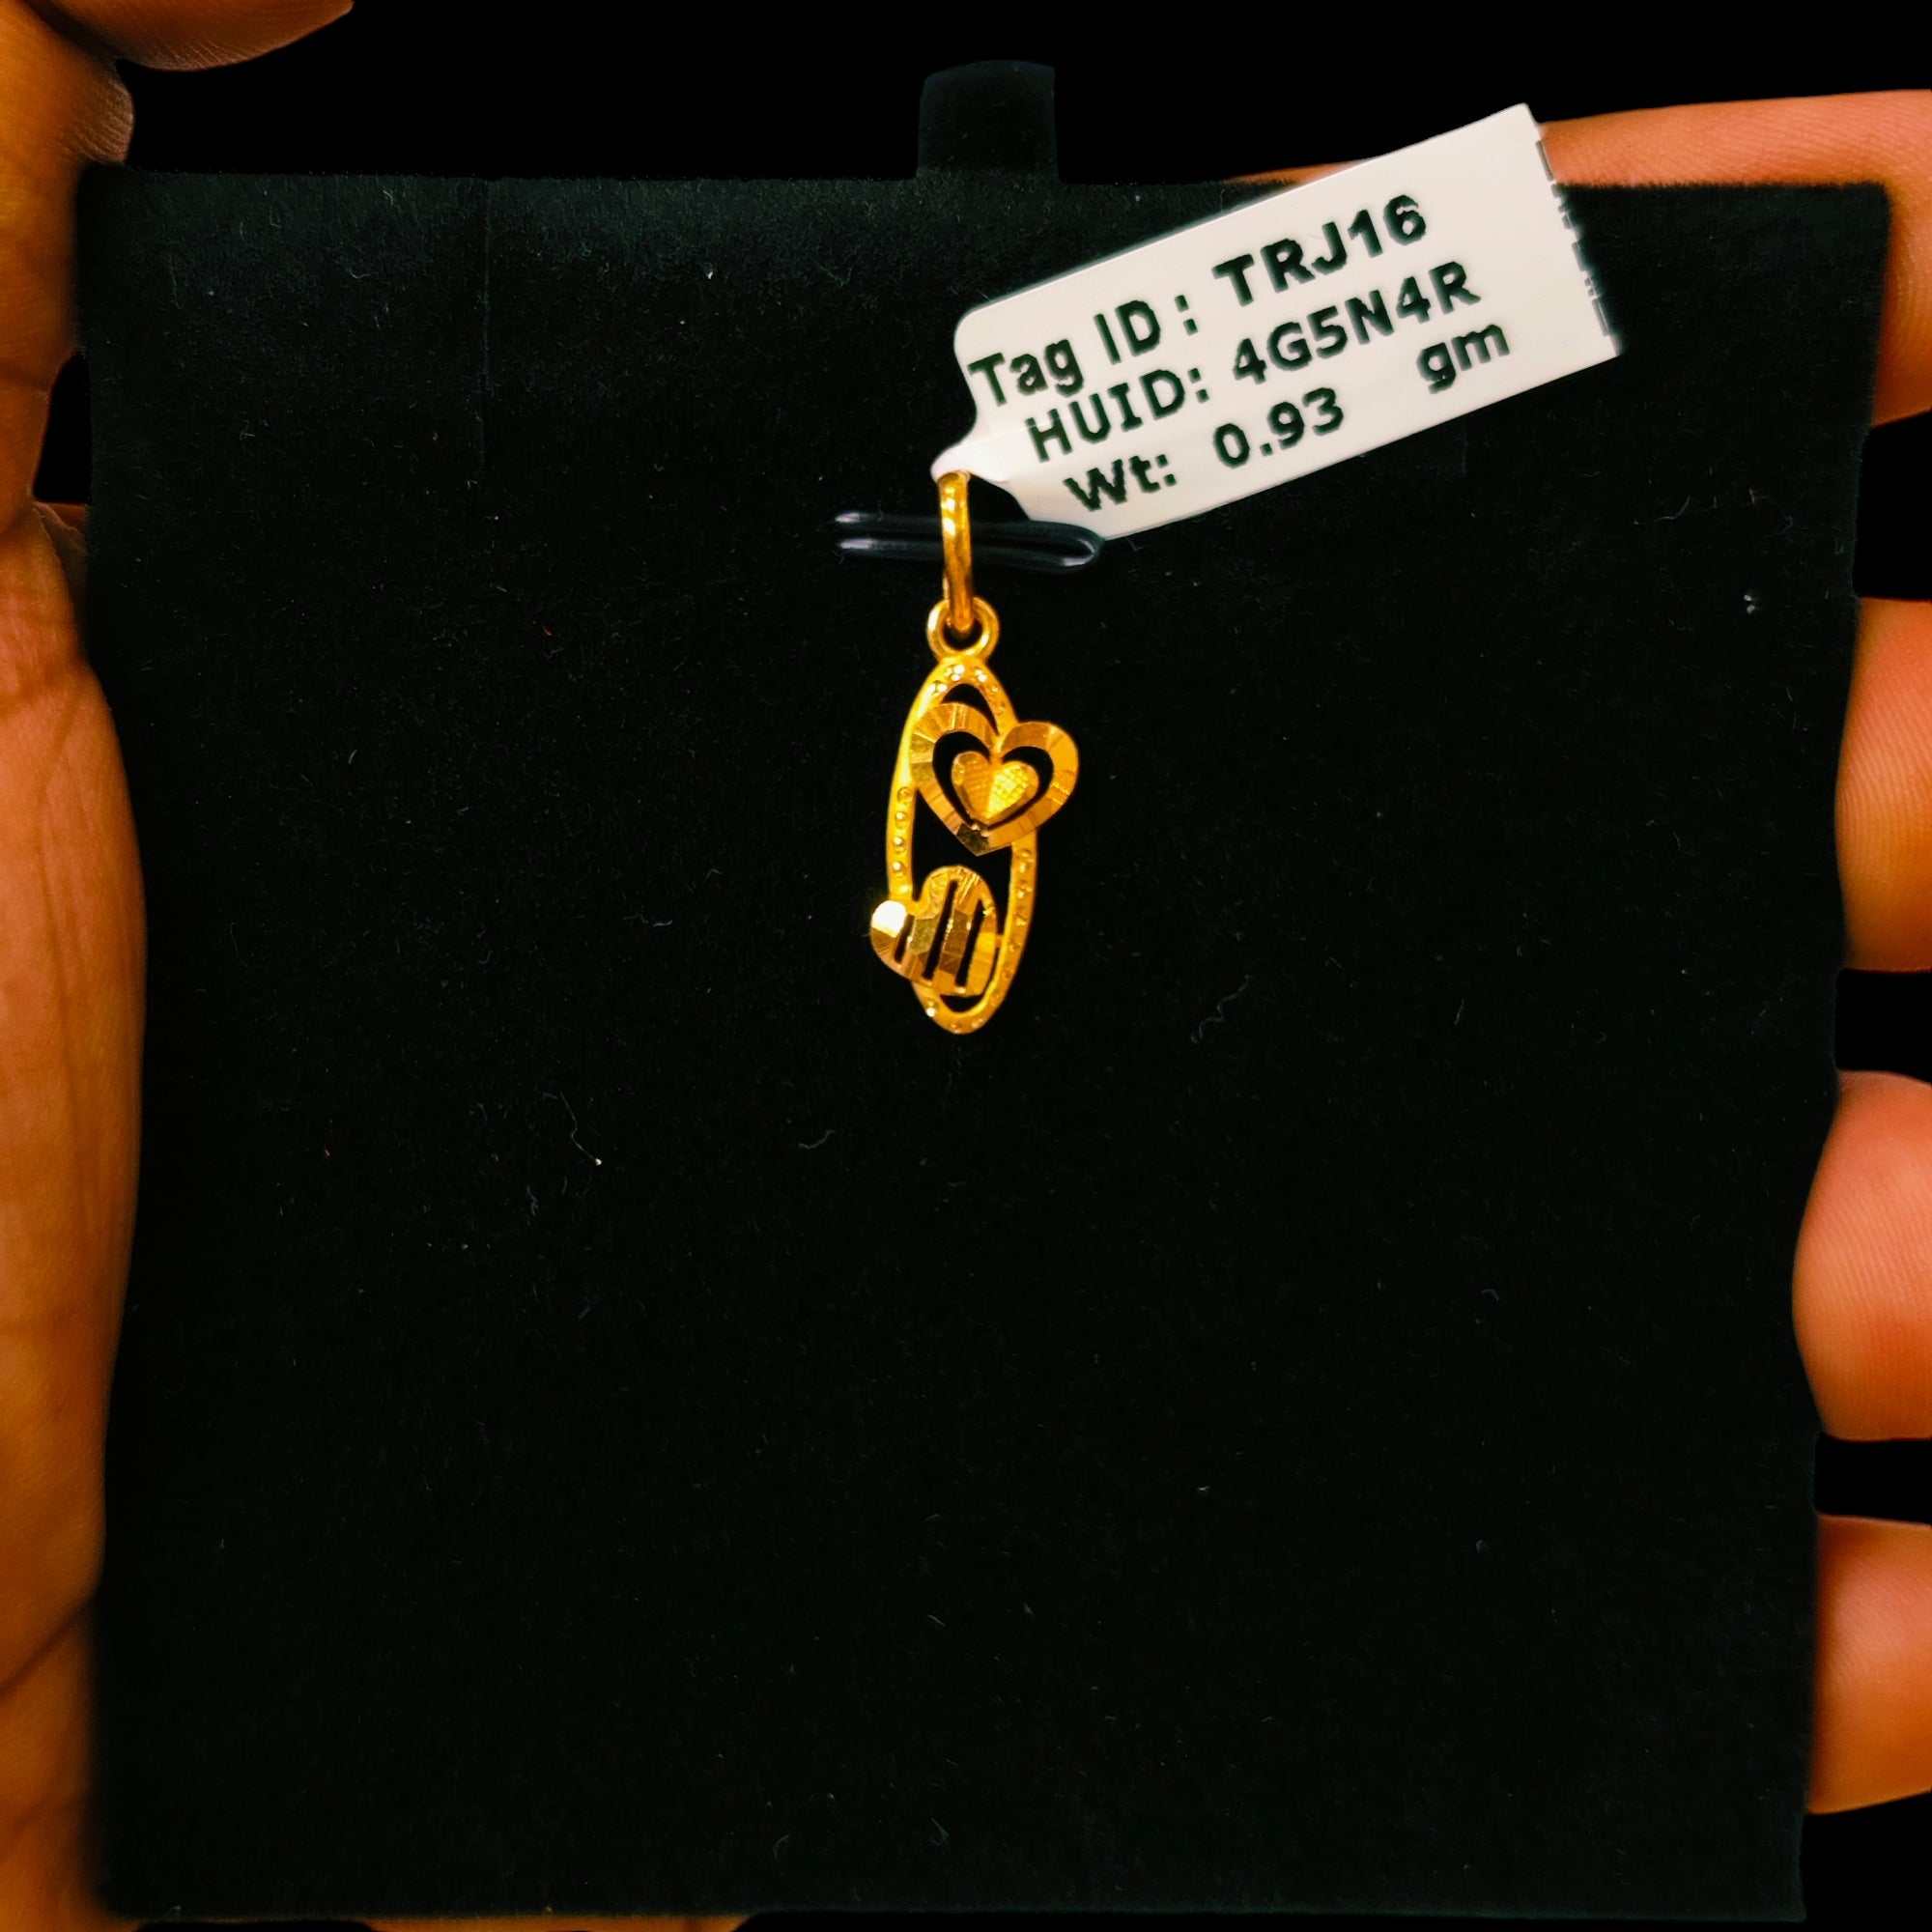 Tag ID : TRJ16
HUID: 4G5N4R
Wt: 0.93 gm